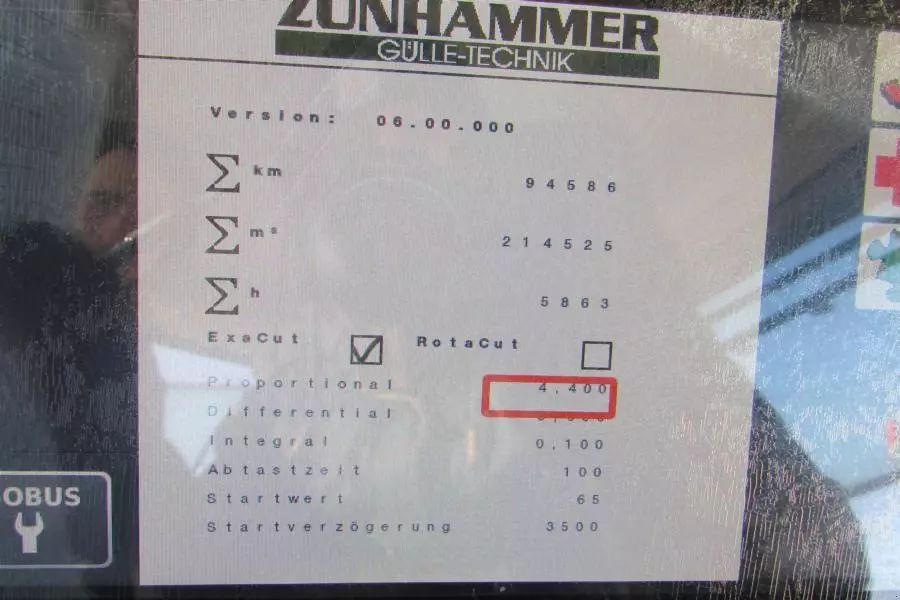 ZUNHAMMER
GÜLLE-TECHNIK
Version: 06.00.000
Σ km 94586
Σ m³ 214525
Σ h 5863
ExaCut RotaCut
Proportional 4,400
Differential
Integral 0,100
Abtastzeit 100
Startwert 65
Startverzögerung 3500
OBUS